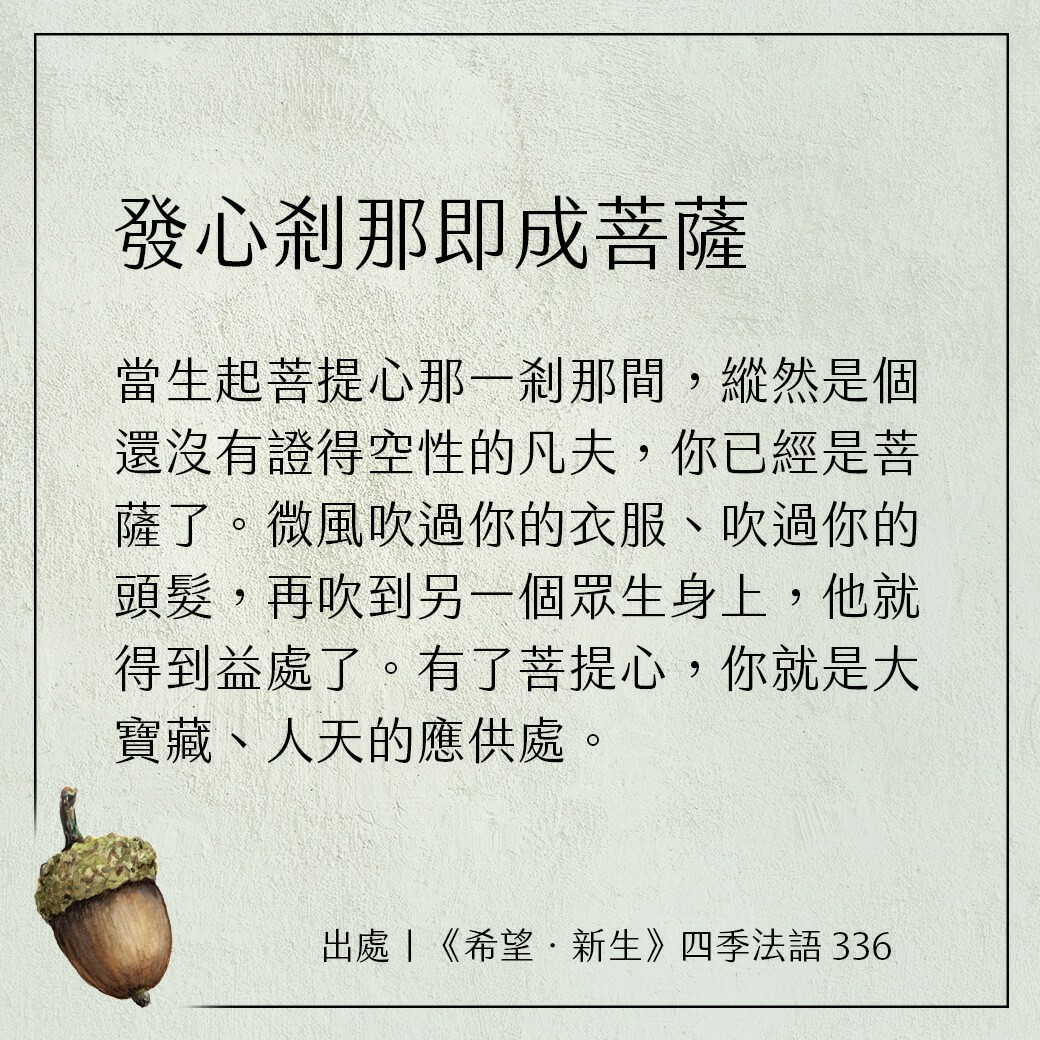 發心剎那即成菩薩
當生起菩提心那一剎那間，縱然是個
還沒有證得空性的凡夫，你已經是菩
薩了。微風吹過你的衣服、吹過你的
頭髮，再吹到另一個眾生身上，他就
得到益處了。有了菩提心，你就是大
寶藏、人天的應供處。
出處｜《希望．新生》四季法語 336